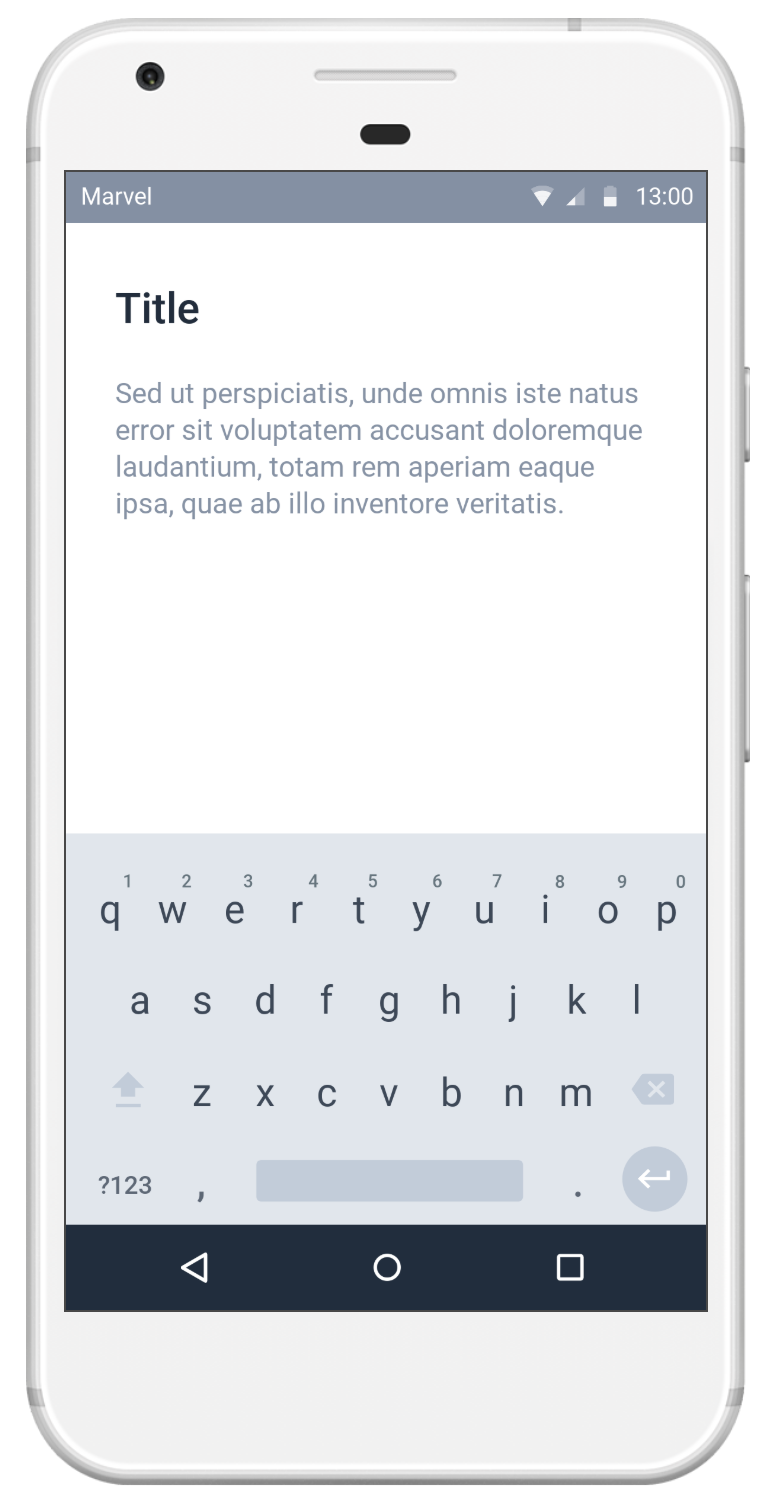 Marvel 13:00
Title
Sed ut perspiciatis, unde omnis iste natus
error sit voluptatem accusant doloremque
laudantium, totam rem aperiam eaque
ipsa, quae ab illo inventore veritatis.
1 2 3 4 5 6 7 8 9 0
q w e r t y u i o p
a s d f g h j k l
z x c v b n m
?123 , .